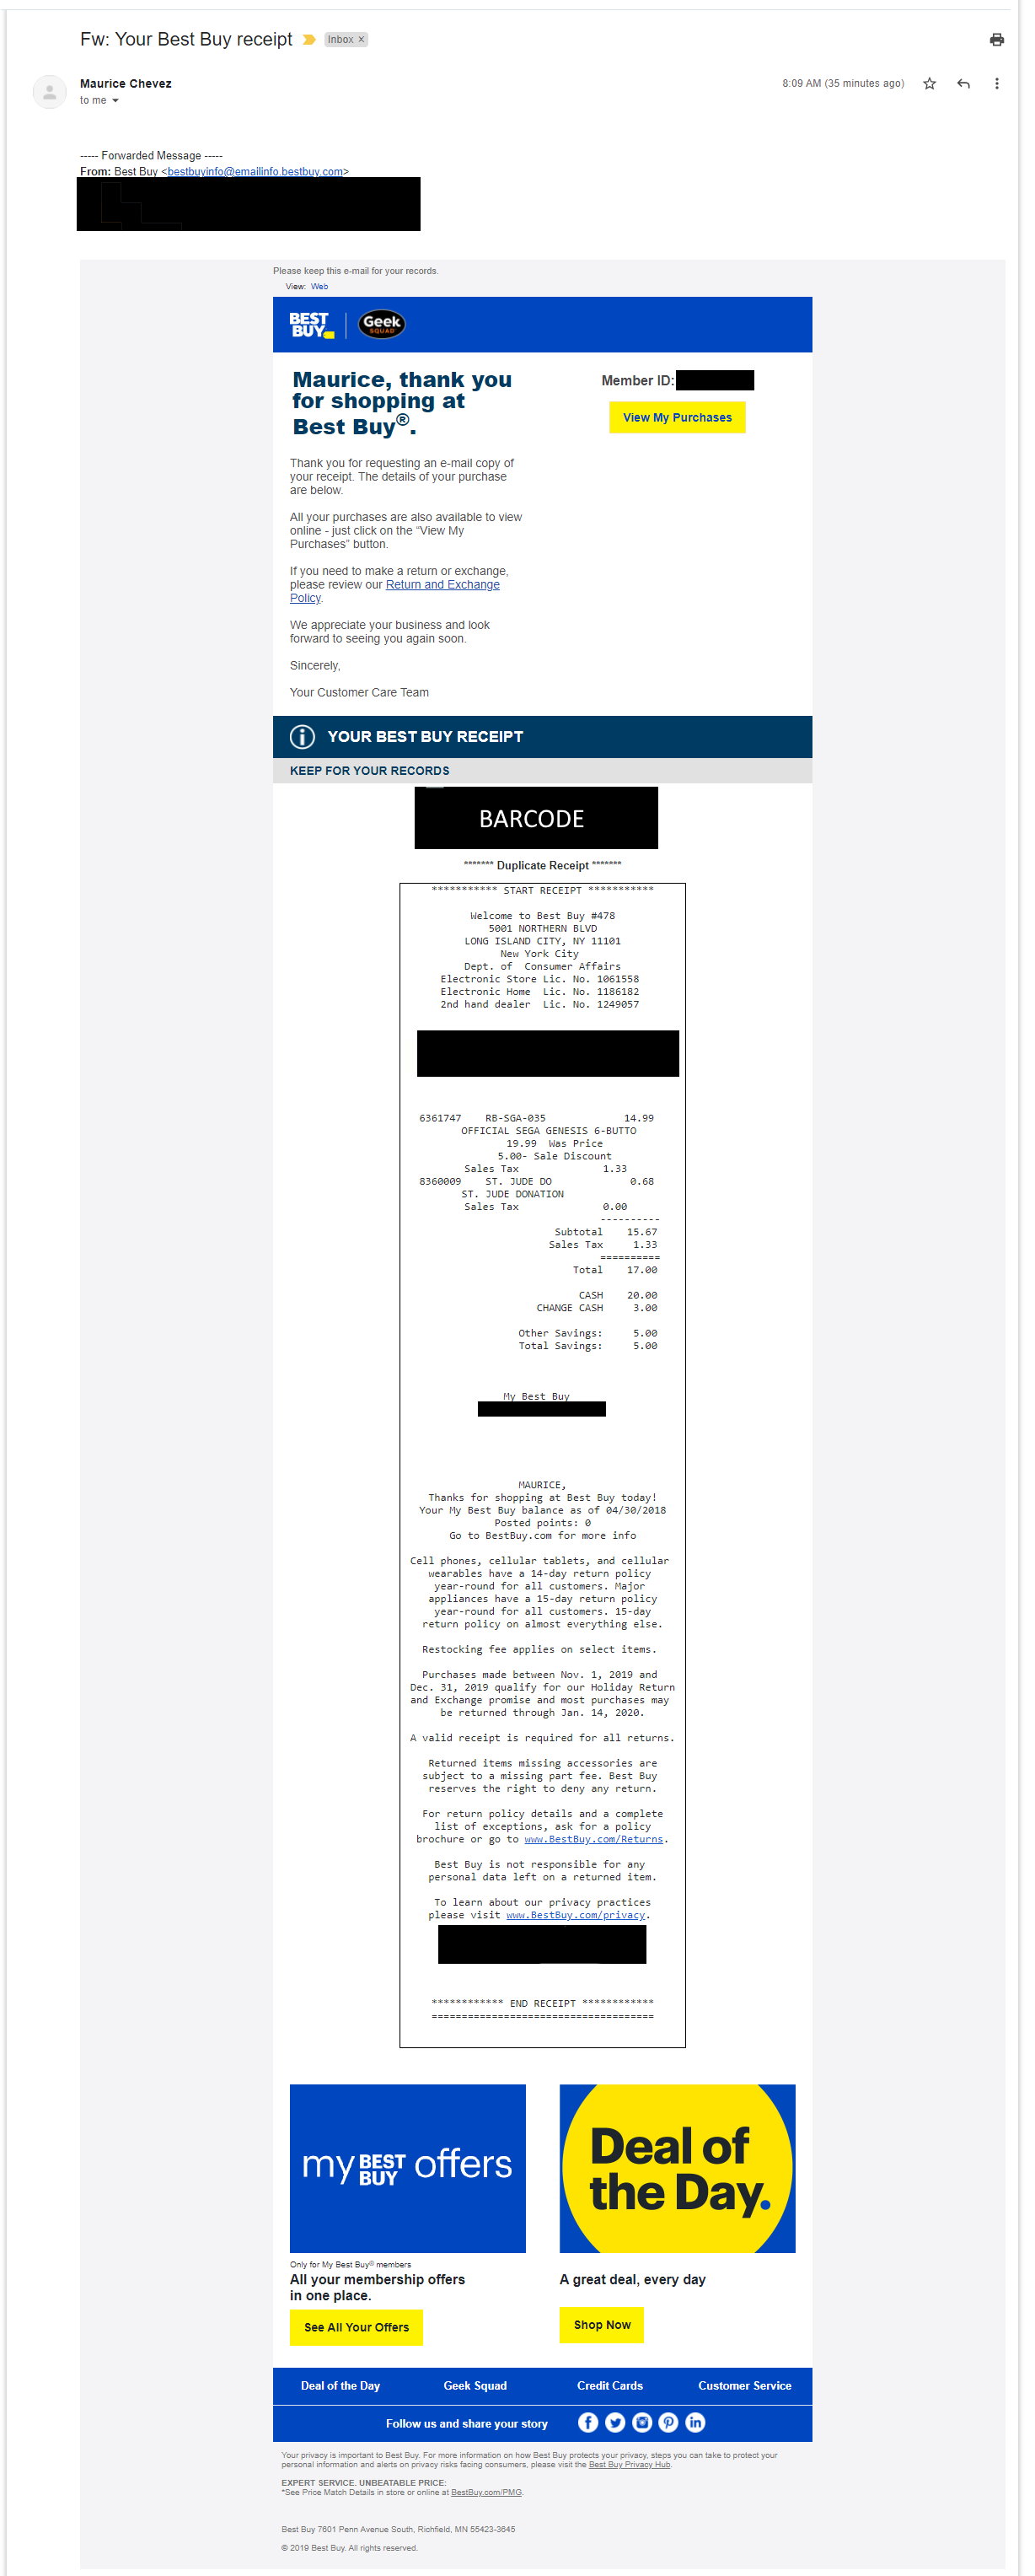 Fw: Your Best Buy receipt Inbox x
Maurice Chevez 8:09 AM (35 minutes ago)
to me
----- Forwarded Message -----
From: Best Buy <bestbuyinfo@emailinfo.bestbuy.com>
Please keep this e-mail for your records.
View: Web
BEST BUY Geek SQUAD
Maurice, thank you
for shopping at
Best Buy®.
Member ID:
View My Purchases
Thank you for requesting an e-mail copy of
your receipt. The details of your purchase
are below.
All your purchases are also available to view
online - just click on the “View My
Purchases” button.
If you need to make a return or exchange,
please review our Return and Exchange
Policy.
We appreciate your business and look
forward to seeing you again soon.
Sincerely,
Your Customer Care Team
YOUR BEST BUY RECEIPT
KEEP FOR YOUR RECORDS
BARCODE
******* Duplicate Receipt *******
*********** START RECEIPT ***********
Welcome to Best Buy #478
5001 NORTHERN BLVD
LONG ISLAND CITY, NY 11101
New York City
Dept. of Consumer Affairs
Electronic Store Lic. No. 1061558
Electronic Home Lic. No. 1186182
2nd hand dealer Lic. No. 1249057
6361747 RB-SGA-035 14.99
OFFICIAL SEGA GENESIS 6-BUTTO
19.99 Was Price
5.00- Sale Discount
Sales Tax 1.33
8360009 ST. JUDE DO 0.68
ST. JUDE DONATION
Sales Tax 0.00
----------
Subtotal 15.67
Sales Tax 1.33
==========
Total 17.00
CASH 20.00
CHANGE CASH 3.00
Other Savings: 5.00
Total Savings: 5.00
My Best Buy
MAURICE,
Thanks for shopping at Best Buy today!
Your My Best Buy balance as of 04/30/2018
Posted points: 0
Go to BestBuy.com for more info
Cell phones, cellular tablets, and cellular
wearables have a 14-day return policy
year-round for all customers. Major
appliances have a 15-day return policy
year-round for all customers. 15-day
return policy on almost everything else.
Restocking fee applies on select items.
Purchases made between Nov. 1, 2019 and
Dec. 31, 2019 qualify for our Holiday Return
and Exchange promise and most purchases may
be returned through Jan. 14, 2020.
A valid receipt is required for all returns.
Returned items missing accessories are
subject to a missing part fee. Best Buy
reserves the right to deny any return.
For return policy details and a complete
list of exceptions, ask for a policy
brochure or go to www.BestBuy.com/Returns.
Best Buy is not responsible for any
personal data left on a returned item.
To learn about our privacy practices
please visit www.BestBuy.com/privacy.
************ END RECEIPT ************
=====================================
my BEST BUY offers
Deal of
the Day.
Only for My Best Buy® members
All your membership offers
in one place.
See All Your Offers
A great deal, every day
Shop Now
Deal of the Day Geek Squad Credit Cards Customer Service
Follow us and share your story
Your privacy is important to Best Buy. For more information on how Best Buy protects your privacy, steps you can take to protect your
personal information and alerts on privacy risks facing consumers, please visit the Best Buy Privacy Hub.
EXPERT SERVICE. UNBEATABLE PRICE:
*See Price Match Details in store or online at BestBuy.com/PMG.
Best Buy 7601 Penn Avenue South, Richfield, MN 55423-3645
© 2019 Best Buy. All rights reserved.